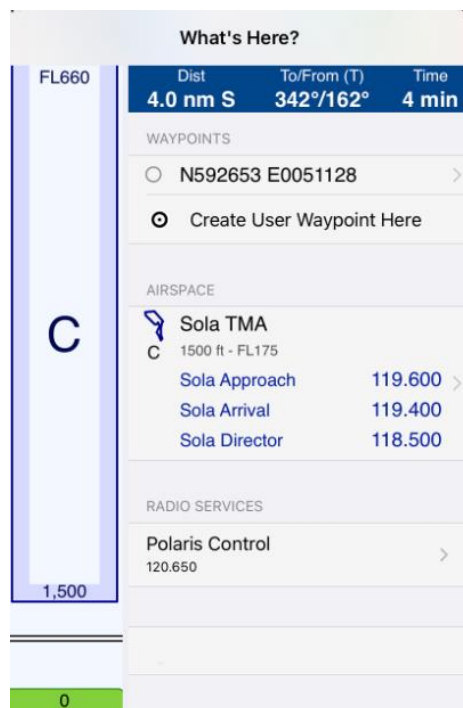 What's Here?
FL660
Dist To/From (T) Time
4.0 nm S 342°/162° 4 min
WAYPOINTS
N592653 E0051128
Create User Waypoint Here
AIRSPACE
C
Sola TMA
C 1500 ft - FL175
Sola Approach 119.600
Sola Arrival 119.400
Sola Director 118.500
RADIO SERVICES
Polaris Control
120.650
1,500
0